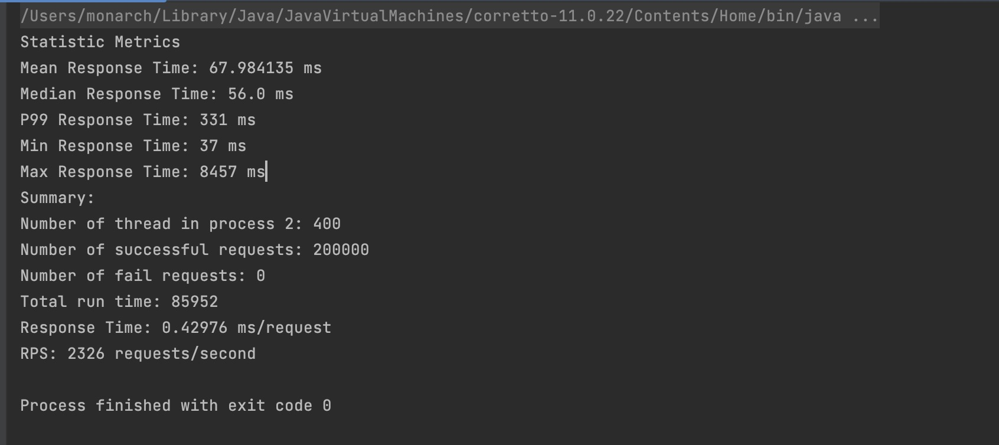 /Users/monarch/Library/Java/JavaVirtualMachines/corretto-11.0.22/Contents/Home/bin/java ...
Statistic Metrics
Mean Response Time: 67.984135 ms
Median Response Time: 56.0 ms
P99 Response Time: 331 ms
Min Response Time: 37 ms
Max Response Time: 8457 ms
Summary:
Number of thread in process 2: 400
Number of successful requests: 200000
Number of fail requests: 0
Total run time: 85952
Response Time: 0.42976 ms/request
RPS: 2326 requests/second
Process finished with exit code 0